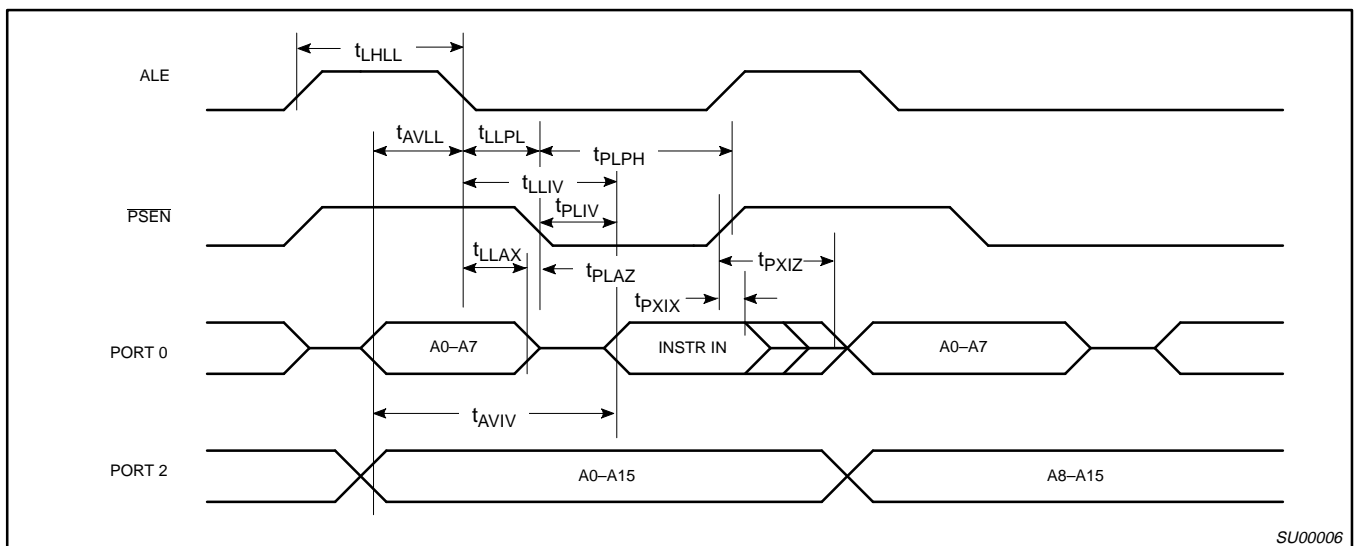 tLHLL
ALE
tAVLL
tLLPL
tPLPH
tLLIV
PSEN
tPLIV
tLLAX
tPLAZ
tPXIZ
tPXIX
PORT 0
A0–A7
INSTR IN
A0–A7
tAVIV
PORT 2
A0–A15
A8–A15
SU00006